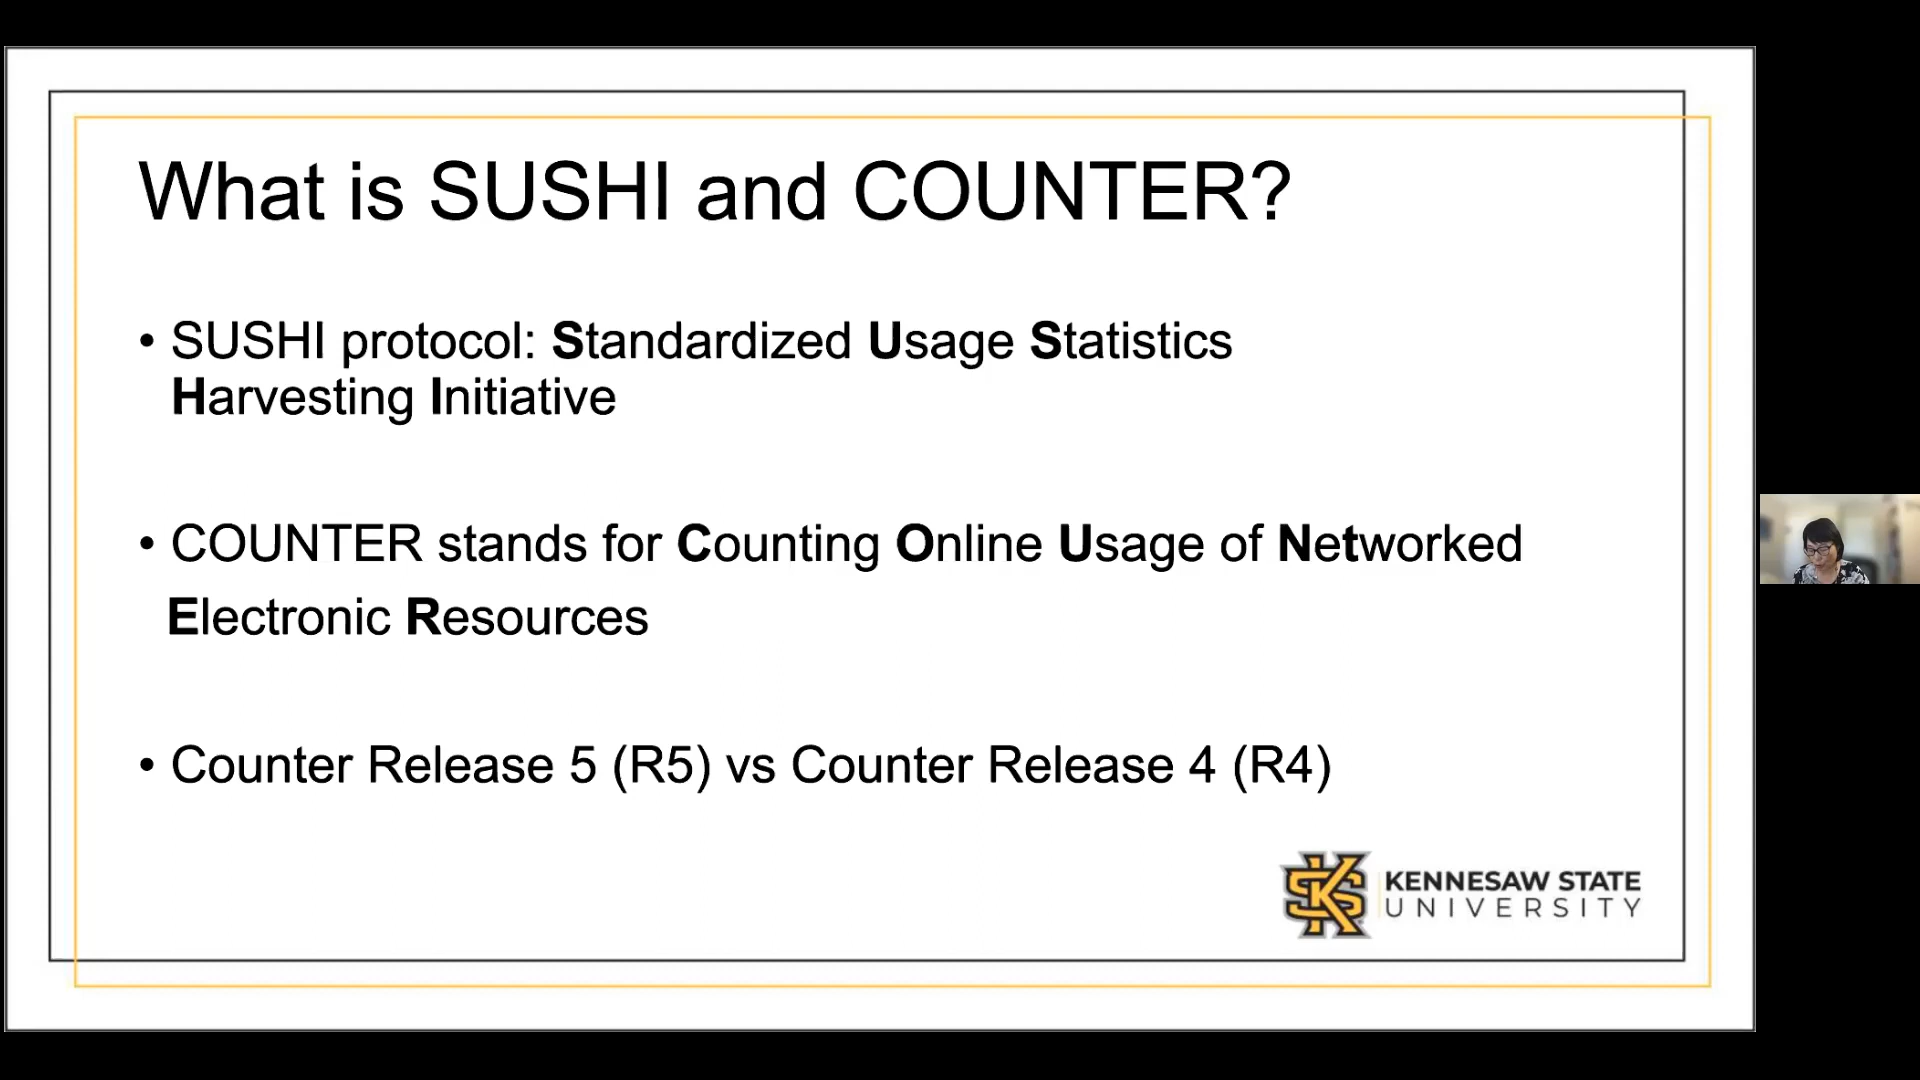 What is SUSHI and COUNTER?
• SUSHI protocol: Standardized Usage Statistics
Harvesting Initiative
• COUNTER stands for Counting Online Usage of Networked
Electronic Resources
• Counter Release 5 (R5) vs Counter Release 4 (R4)
KENNESAW STATE
UNIVERSITY